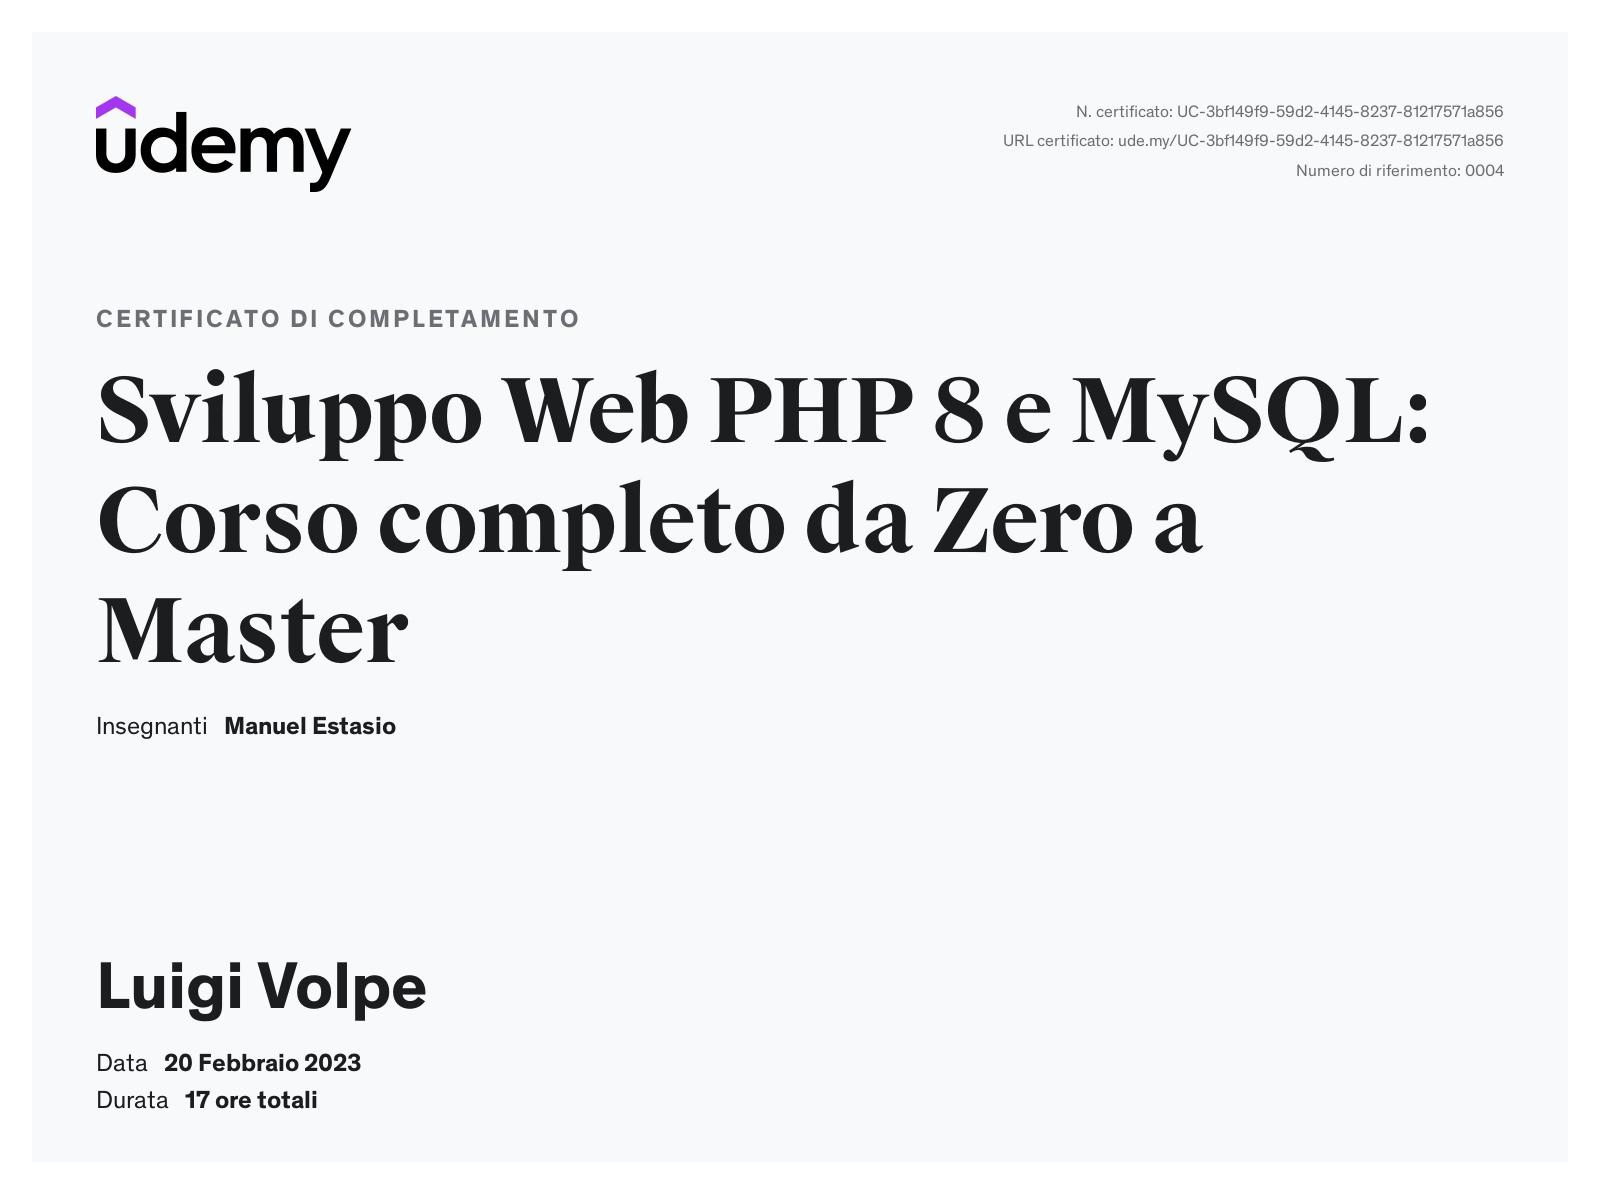 udemy
N. certificato: UC-3bf149f9-59d2-4145-8237-81217571a856
URL certificato: ude.my/UC-3bf149f9-59d2-4145-8237-81217571a856
Numero di riferimento: 0004
CERTIFICATO DI COMPLETAMENTO
Sviluppo Web PHP 8 e MySQL:
Corso completo da Zero a
Master
Insegnanti Manuel Estasio
Luigi Volpe
Data 20 Febbraio 2023
Durata 17 ore totali